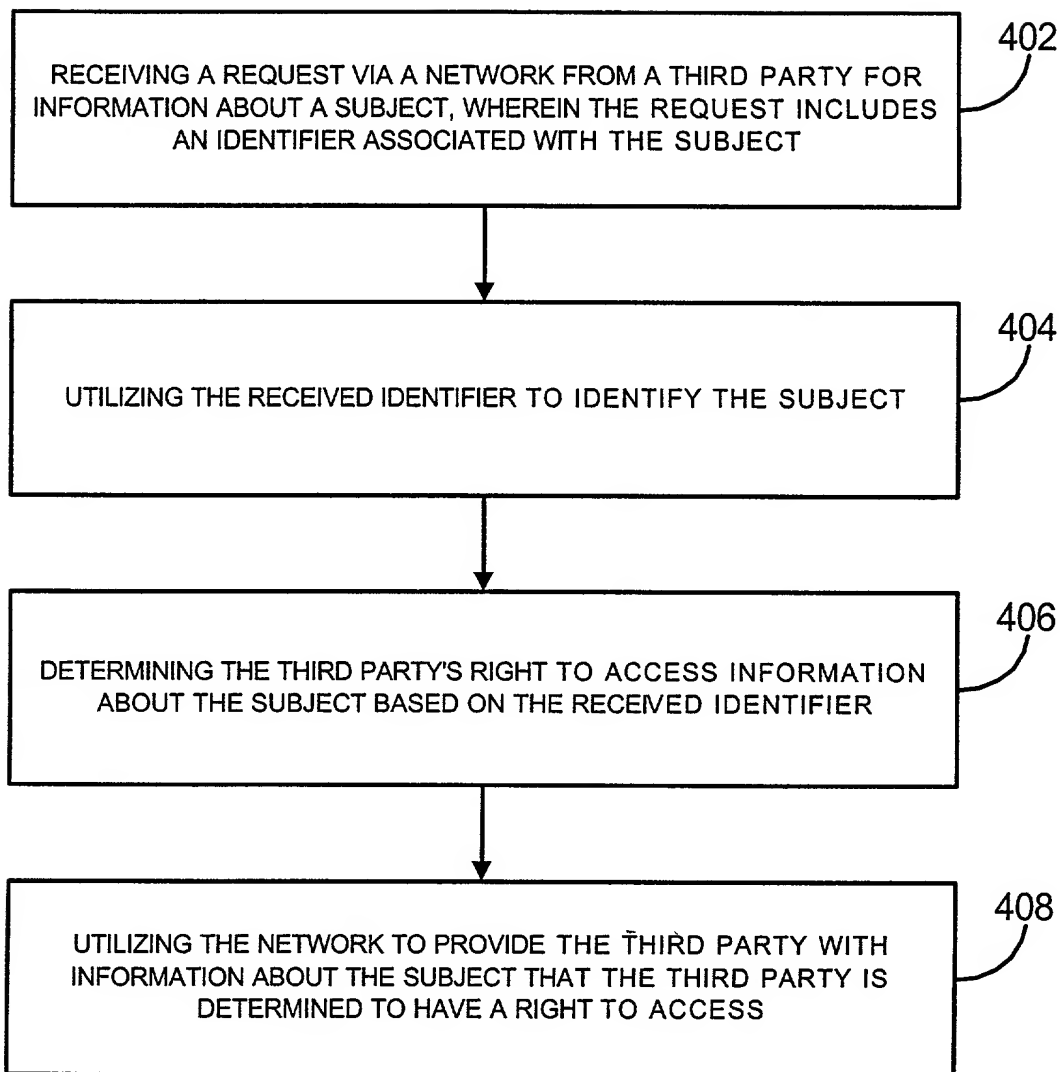 402
RECEIVING A REQUEST VIA A NETWORK FROM A THIRD PARTY FOR
INFORMATION ABOUT A SUBJECT, WHEREIN THE REQUEST INCLUDES
AN IDENTIFIER ASSOCIATED WITH THE SUBJECT
404
UTILIZING THE RECEIVED IDENTIFIER TO IDENTIFY THE SUBJECT
406
DETERMINING THE THIRD PARTY'S RIGHT TO ACCESS INFORMATION
ABOUT THE SUBJECT BASED ON THE RECEIVED IDENTIFIER
408
UTILIZING THE NETWORK TO PROVIDE THE THIRD PARTY WITH
INFORMATION ABOUT THE SUBJECT THAT THE THIRD PARTY IS
DETERMINED TO HAVE A RIGHT TO ACCESS